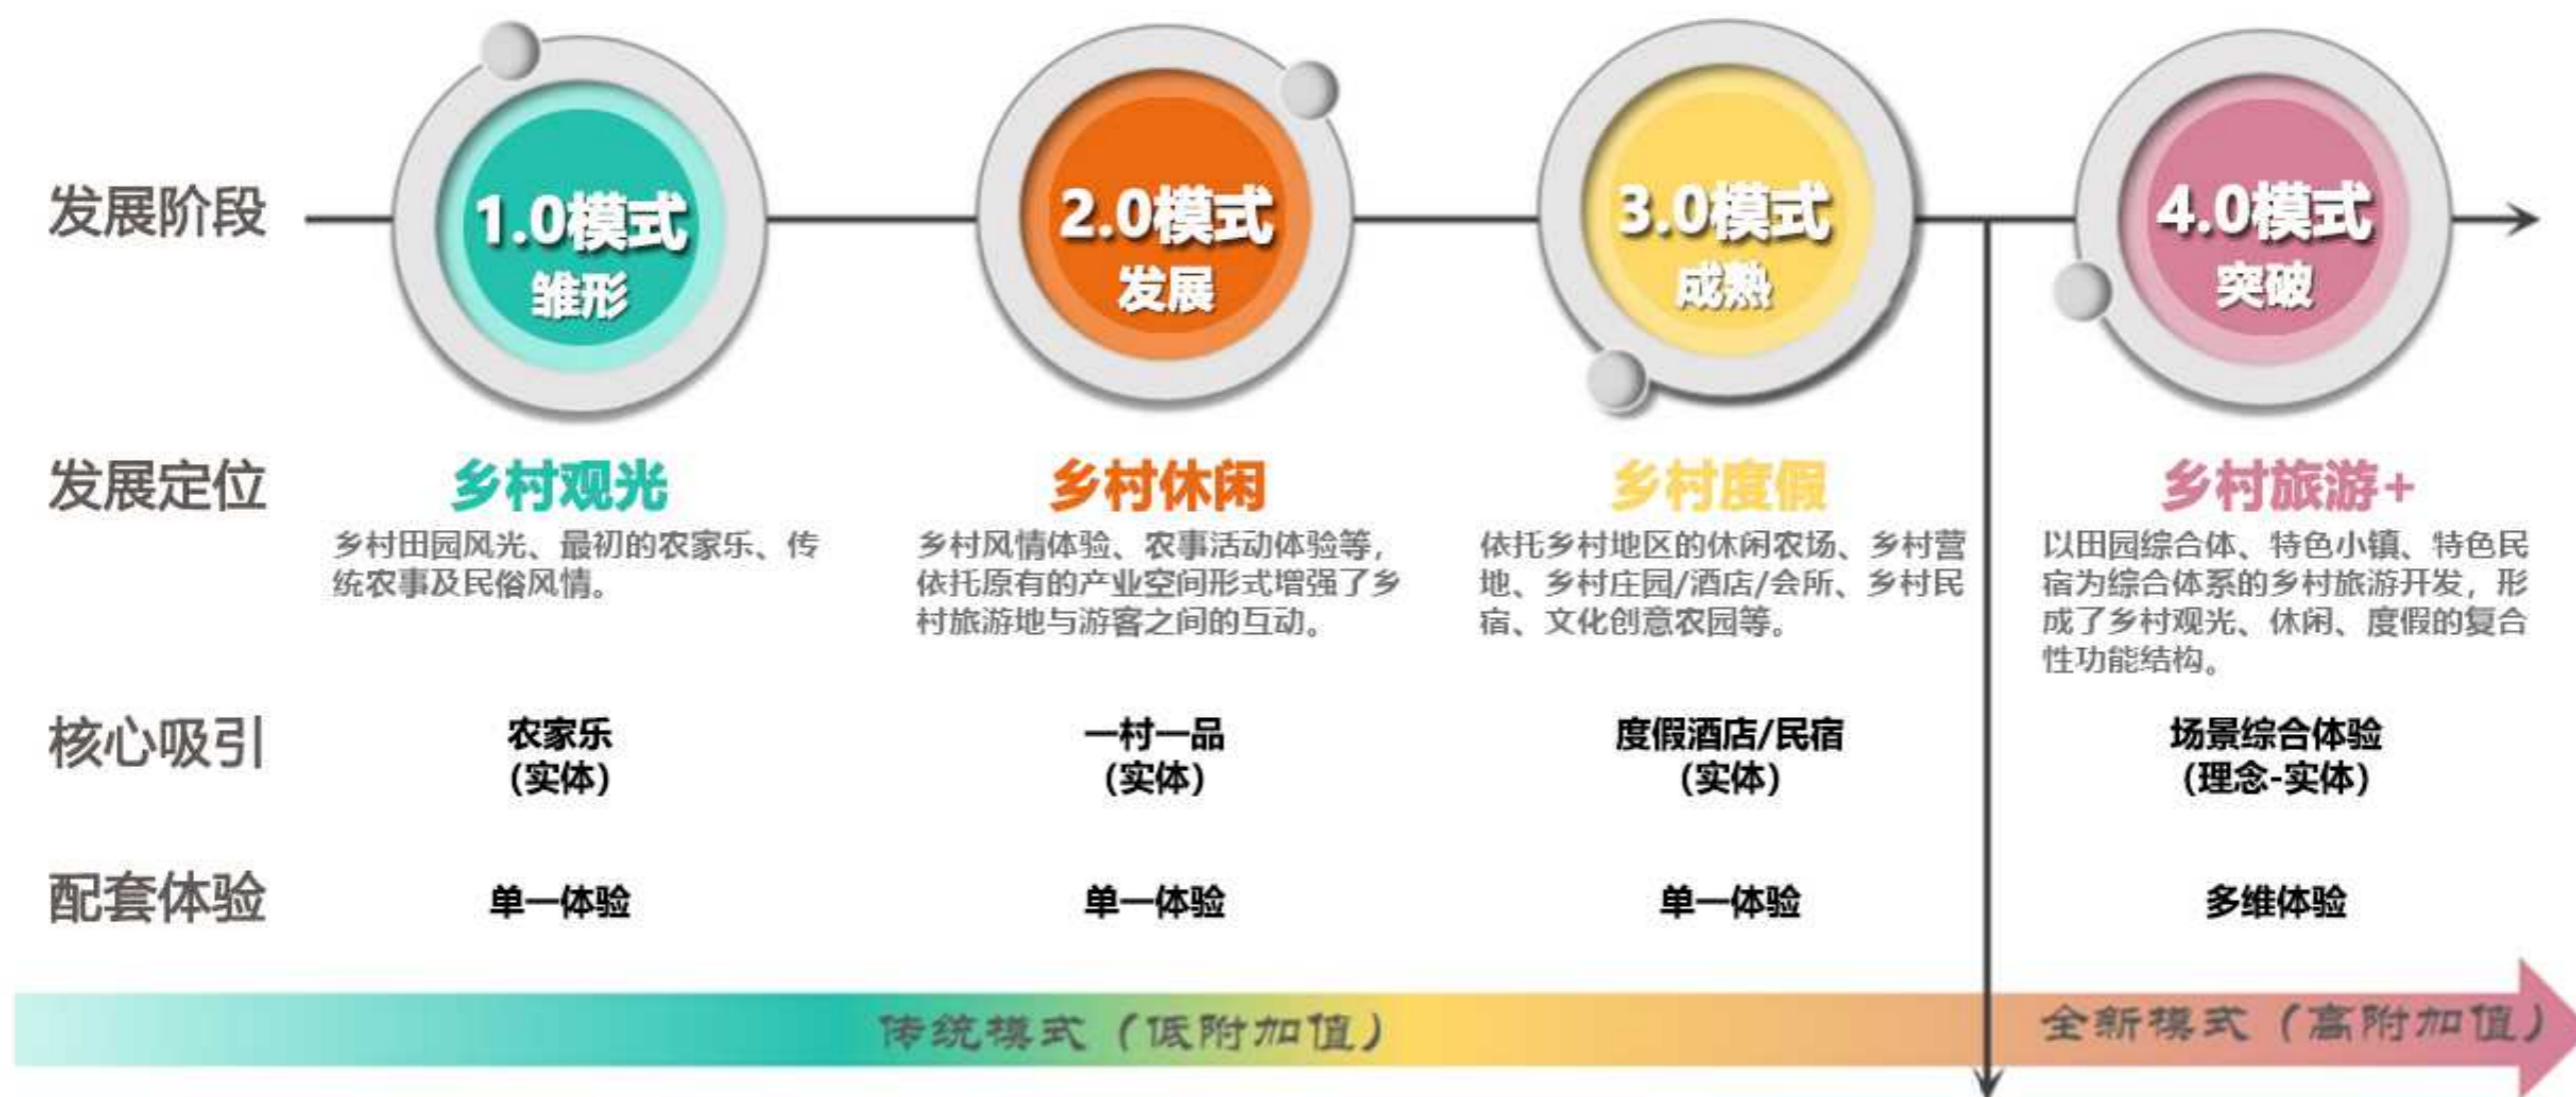 发展阶段
1.0模式
雏形
2.0模式
发展
3.0模式
成熟
4.0模式
突破
发展定位
乡村观光
乡村田园风光、最初的农家乐、传
统农事及民俗风情。
乡村休闲
乡村风情体验、农事活动体验等，
依托原有的产业空间形式增强了乡
村旅游地与游客之间的互动。
乡村度假
依托乡村地区的休闲农场、乡村营
地、乡村庄园/酒店/会所、乡村民
宿、文化创意农园等。
乡村旅游+
以田园综合体、特色小镇、特色民
宿为综合体系的乡村旅游开发，形
成了乡村观光、休闲、度假的复合
性功能结构。
核心吸引
农家乐
（实体）
一村一品
（实体）
度假酒店/民宿
（实体）
场景综合体验
（理念-实体）
配套体验
单一体验
单一体验
单一体验
多维体验
传统模式（低附加值）
全新模式（高附加值）